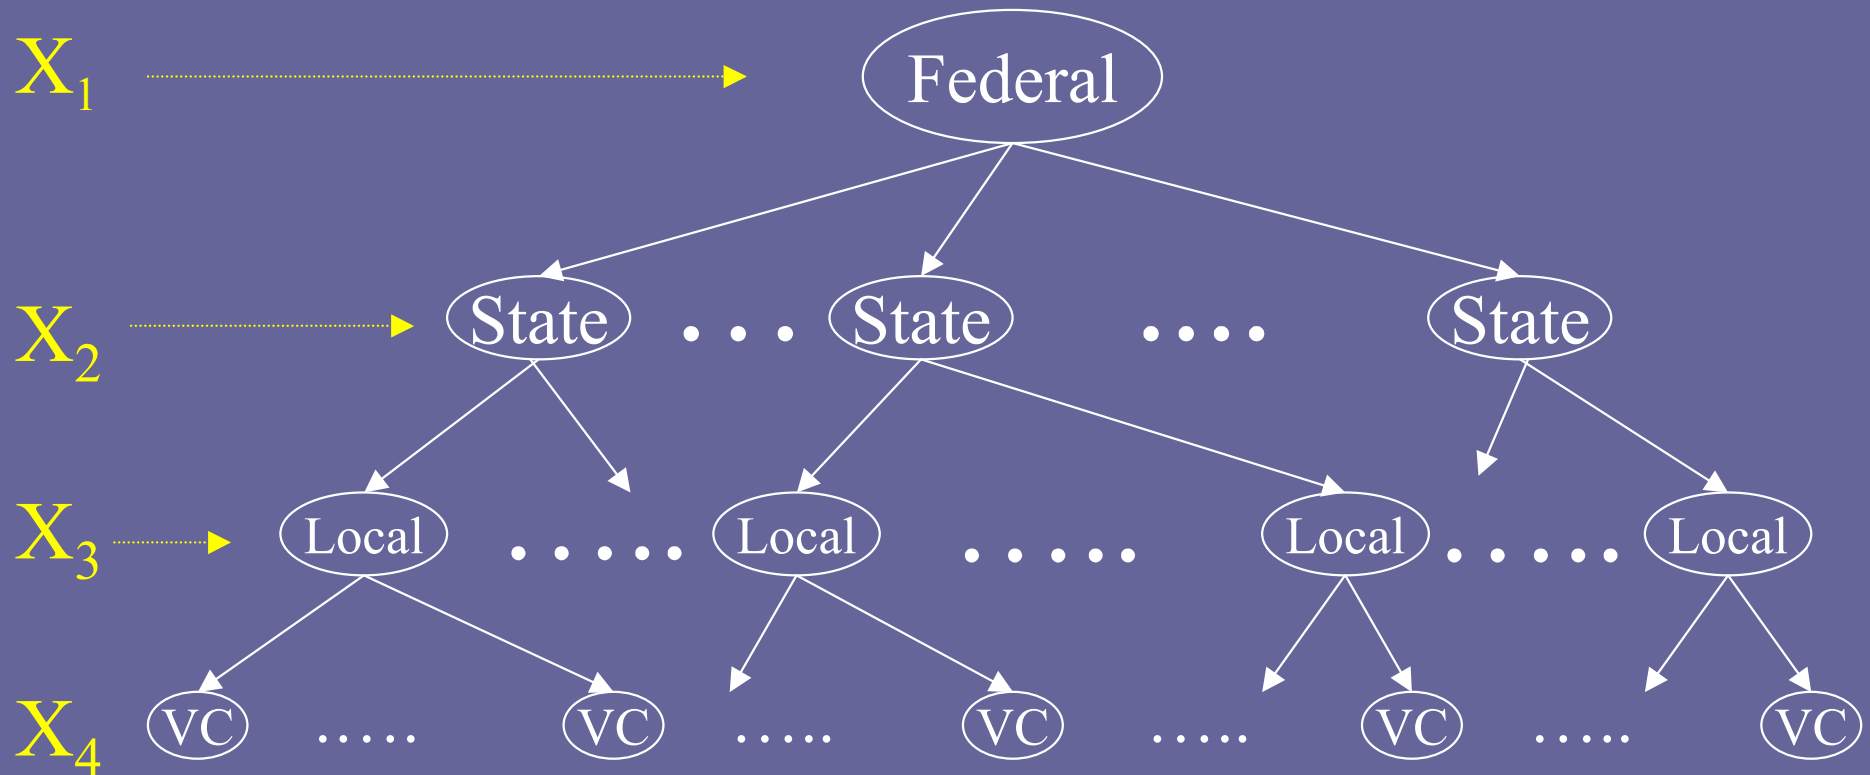 X₁ Federal
X₂ State . . . State . . . . State
X₃ Local . . . . . Local . . . . . Local . . . . . Local
X₄ VC ..... VC ..... VC ..... VC ..... VC